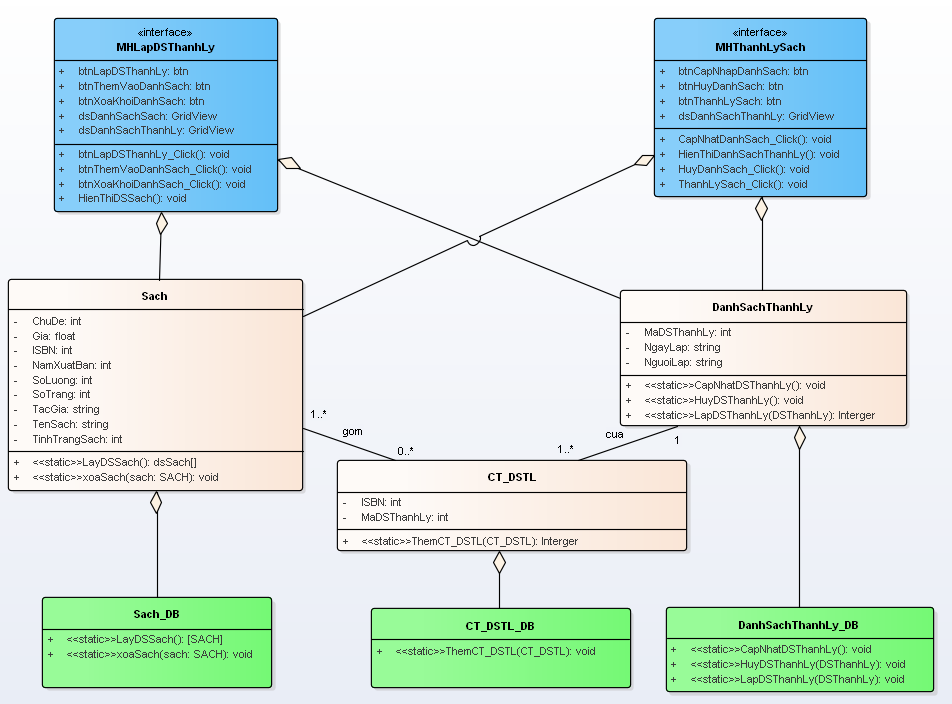 «interface»
MHLapDSThanhLy
+ btnLapDSThanhLy: btn
+ btnThemVaoDanhSach: btn
+ btnXoaKhoiDanhSach: btn
+ dsDanhSachSach: GridView
+ dsDanhSachThanhLy: GridView
+ btnLapDSThanhLy_Click(): void
+ btnThemVaoDanhSach_Click(): void
+ btnXoaKhoiDanhSach_Click(): void
+ HienThiDSSach(): void
«interface»
MHThanhLySach
+ btnCapNhapDanhSach: btn
+ btnHuyDanhSach: btn
+ btnThanhLySach: btn
+ dsDanhSachThanhLy: GridView
+ CapNhatDanhSach_Click(): void
+ HienThiDanhSachThanhLy(): void
+ HuyDanhSach_Click(): void
+ ThanhLySach_Click(): void
Sach
- ChuDe: int
- Gia: float
- ISBN: int
- NamXuatBan: int
- SoLuong: int
- SoTrang: int
- TacGia: string
- TenSach: string
- TinhTrangSach: int
+ <<static>>LayDSSach(): dsSach[]
+ <<static>>xoaSach(sach: SACH): void
DanhSachThanhLy
- MaDSThanhLy: int
- NgayLap: string
- NguoiLap: string
+ <<static>>CapNhatDSThanhLy(): void
+ <<static>>HuyDSThanhLy(): void
+ <<static>>LapDSThanhLy(DSThanhLy): Interger
1..*
gom
0..*
1..*
cua
1
CT_DSTL
- ISBN: int
- MaDSThanhLy: int
+ <<static>>ThemCT_DSTL(CT_DSTL): Interger
Sach_DB
+ <<static>>LayDSSach(): [SACH]
+ <<static>>xoaSach(sach: SACH): void
CT_DSTL_DB
+ <<static>>ThemCT_DSTL(CT_DSTL): void
DanhSachThanhLy_DB
+ <<static>>CapNhatDSThanhLy(): void
+ <<static>>HuyDSThanhLy(DSThanhLy): void
+ <<static>>LapDSThanhLy(DSThanhLy): void